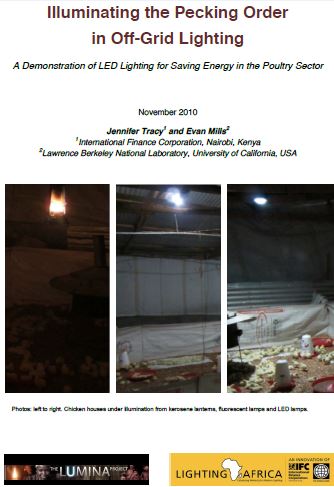 Illuminating the Pecking Order
in Off-Grid Lighting
A Demonstration of LED Lighting for Saving Energy in the Poultry Sector
November 2010
Jennifer Tracy1 and Evan Mills2
1International Finance Corporation, Nairobi, Kenya
2Lawrence Berkeley National Laboratory, University of California, USA
Photos: left to right. Chicken houses under illumination from kerosene lanterns, fluorescent lamps and LED lamps.
THE LUMINA PROJECT
LIGHTING AFRICA
AN INNOVATION OF
IFC